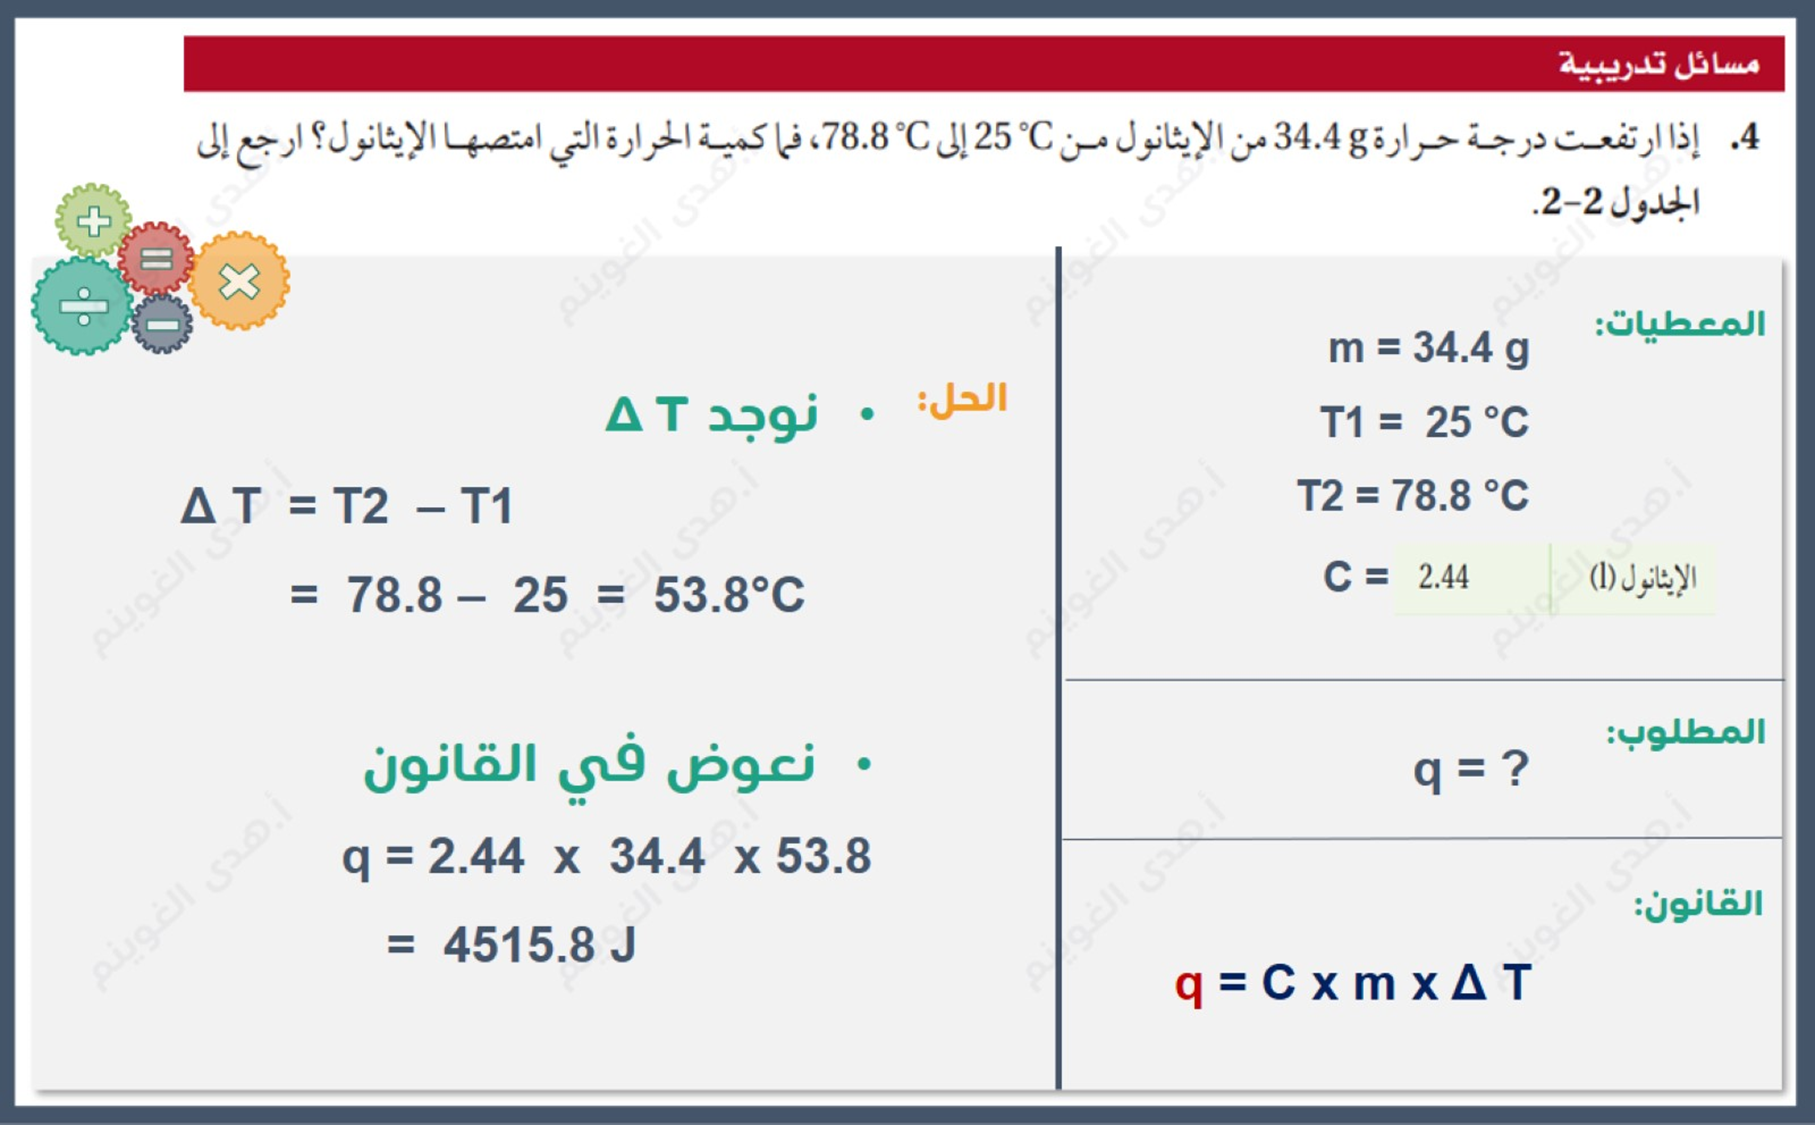 مسائل تدريبية
4. إذا ارتفعت درجة حرارة 34.4 g من الإيثانول من 25 °C إلى 78.8 °C، فما كمية الحرارة التي امتصها الإيثانول؟ ارجع إلى
الجدول 2-2.
المعطيات:
m = 34.4 g
T1 = 25 °C
T2 = 78.8 °C
C = 2.44 الإيثانول (l)
المطلوب:
q = ?
القانون:
q = C x m x Δ T
الحل:
• نوجد Δ T
Δ T = T2 – T1
= 78.8 – 25 = 53.8°C
• نعوض في القانون
q = 2.44 x 34.4 x 53.8
= 4515.8 J
أ.هدى الغوينم